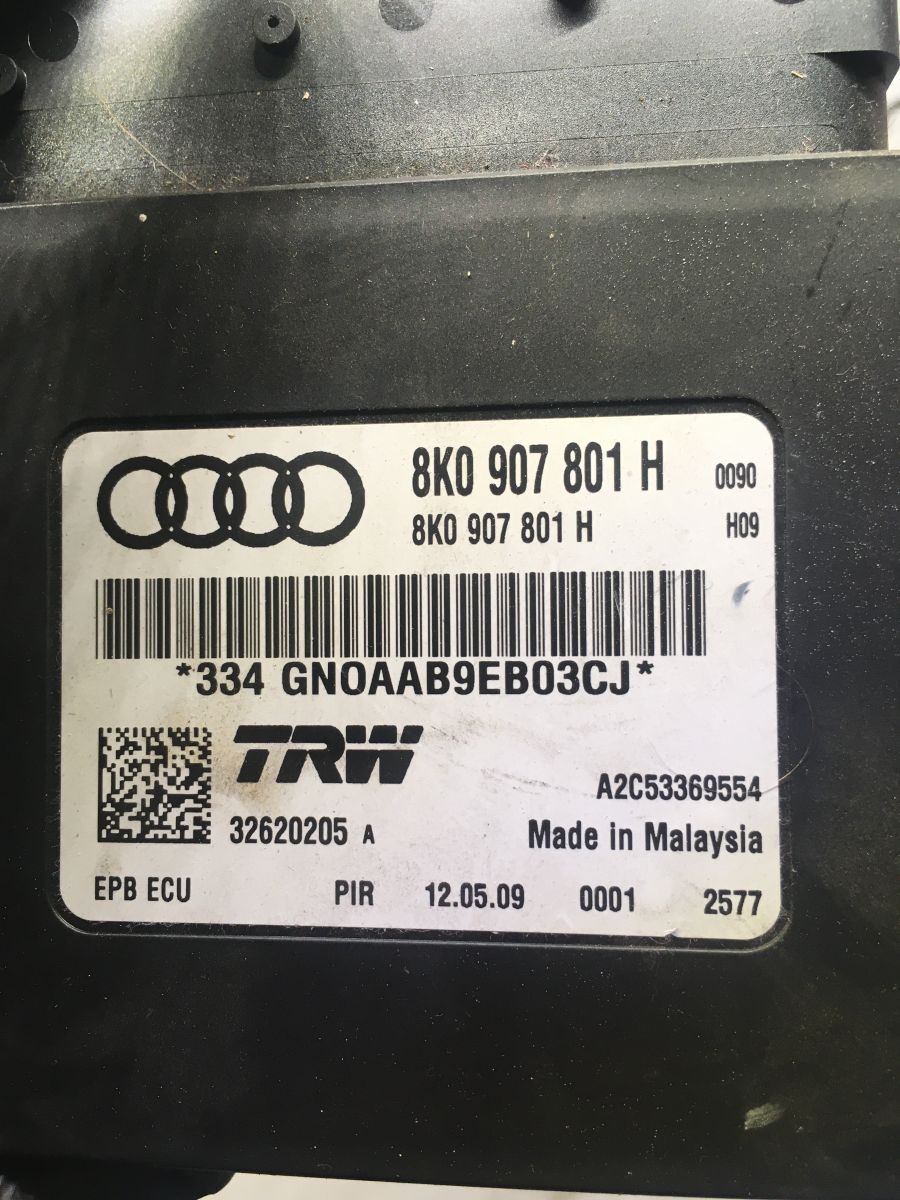 8K0 907 801 H 0090
8K0 907 801 H H09
*334 GN0AAB9EB03CJ*
TRW
A2C53369554
32620205 A Made in Malaysia
EPB ECU PIR 12.05.09 0001 2577